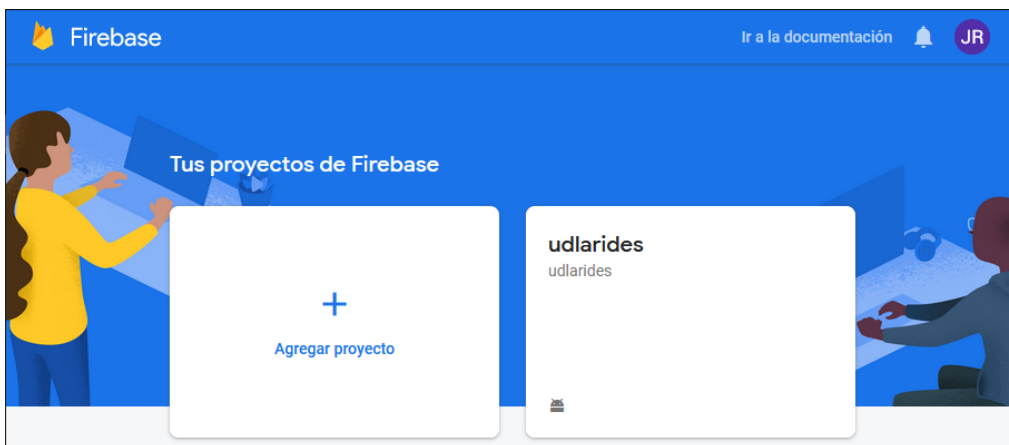 Firebase
Ir a la documentación
JR
Tus proyectos de Firebase
+
Agregar proyecto
udlarides
udlarides